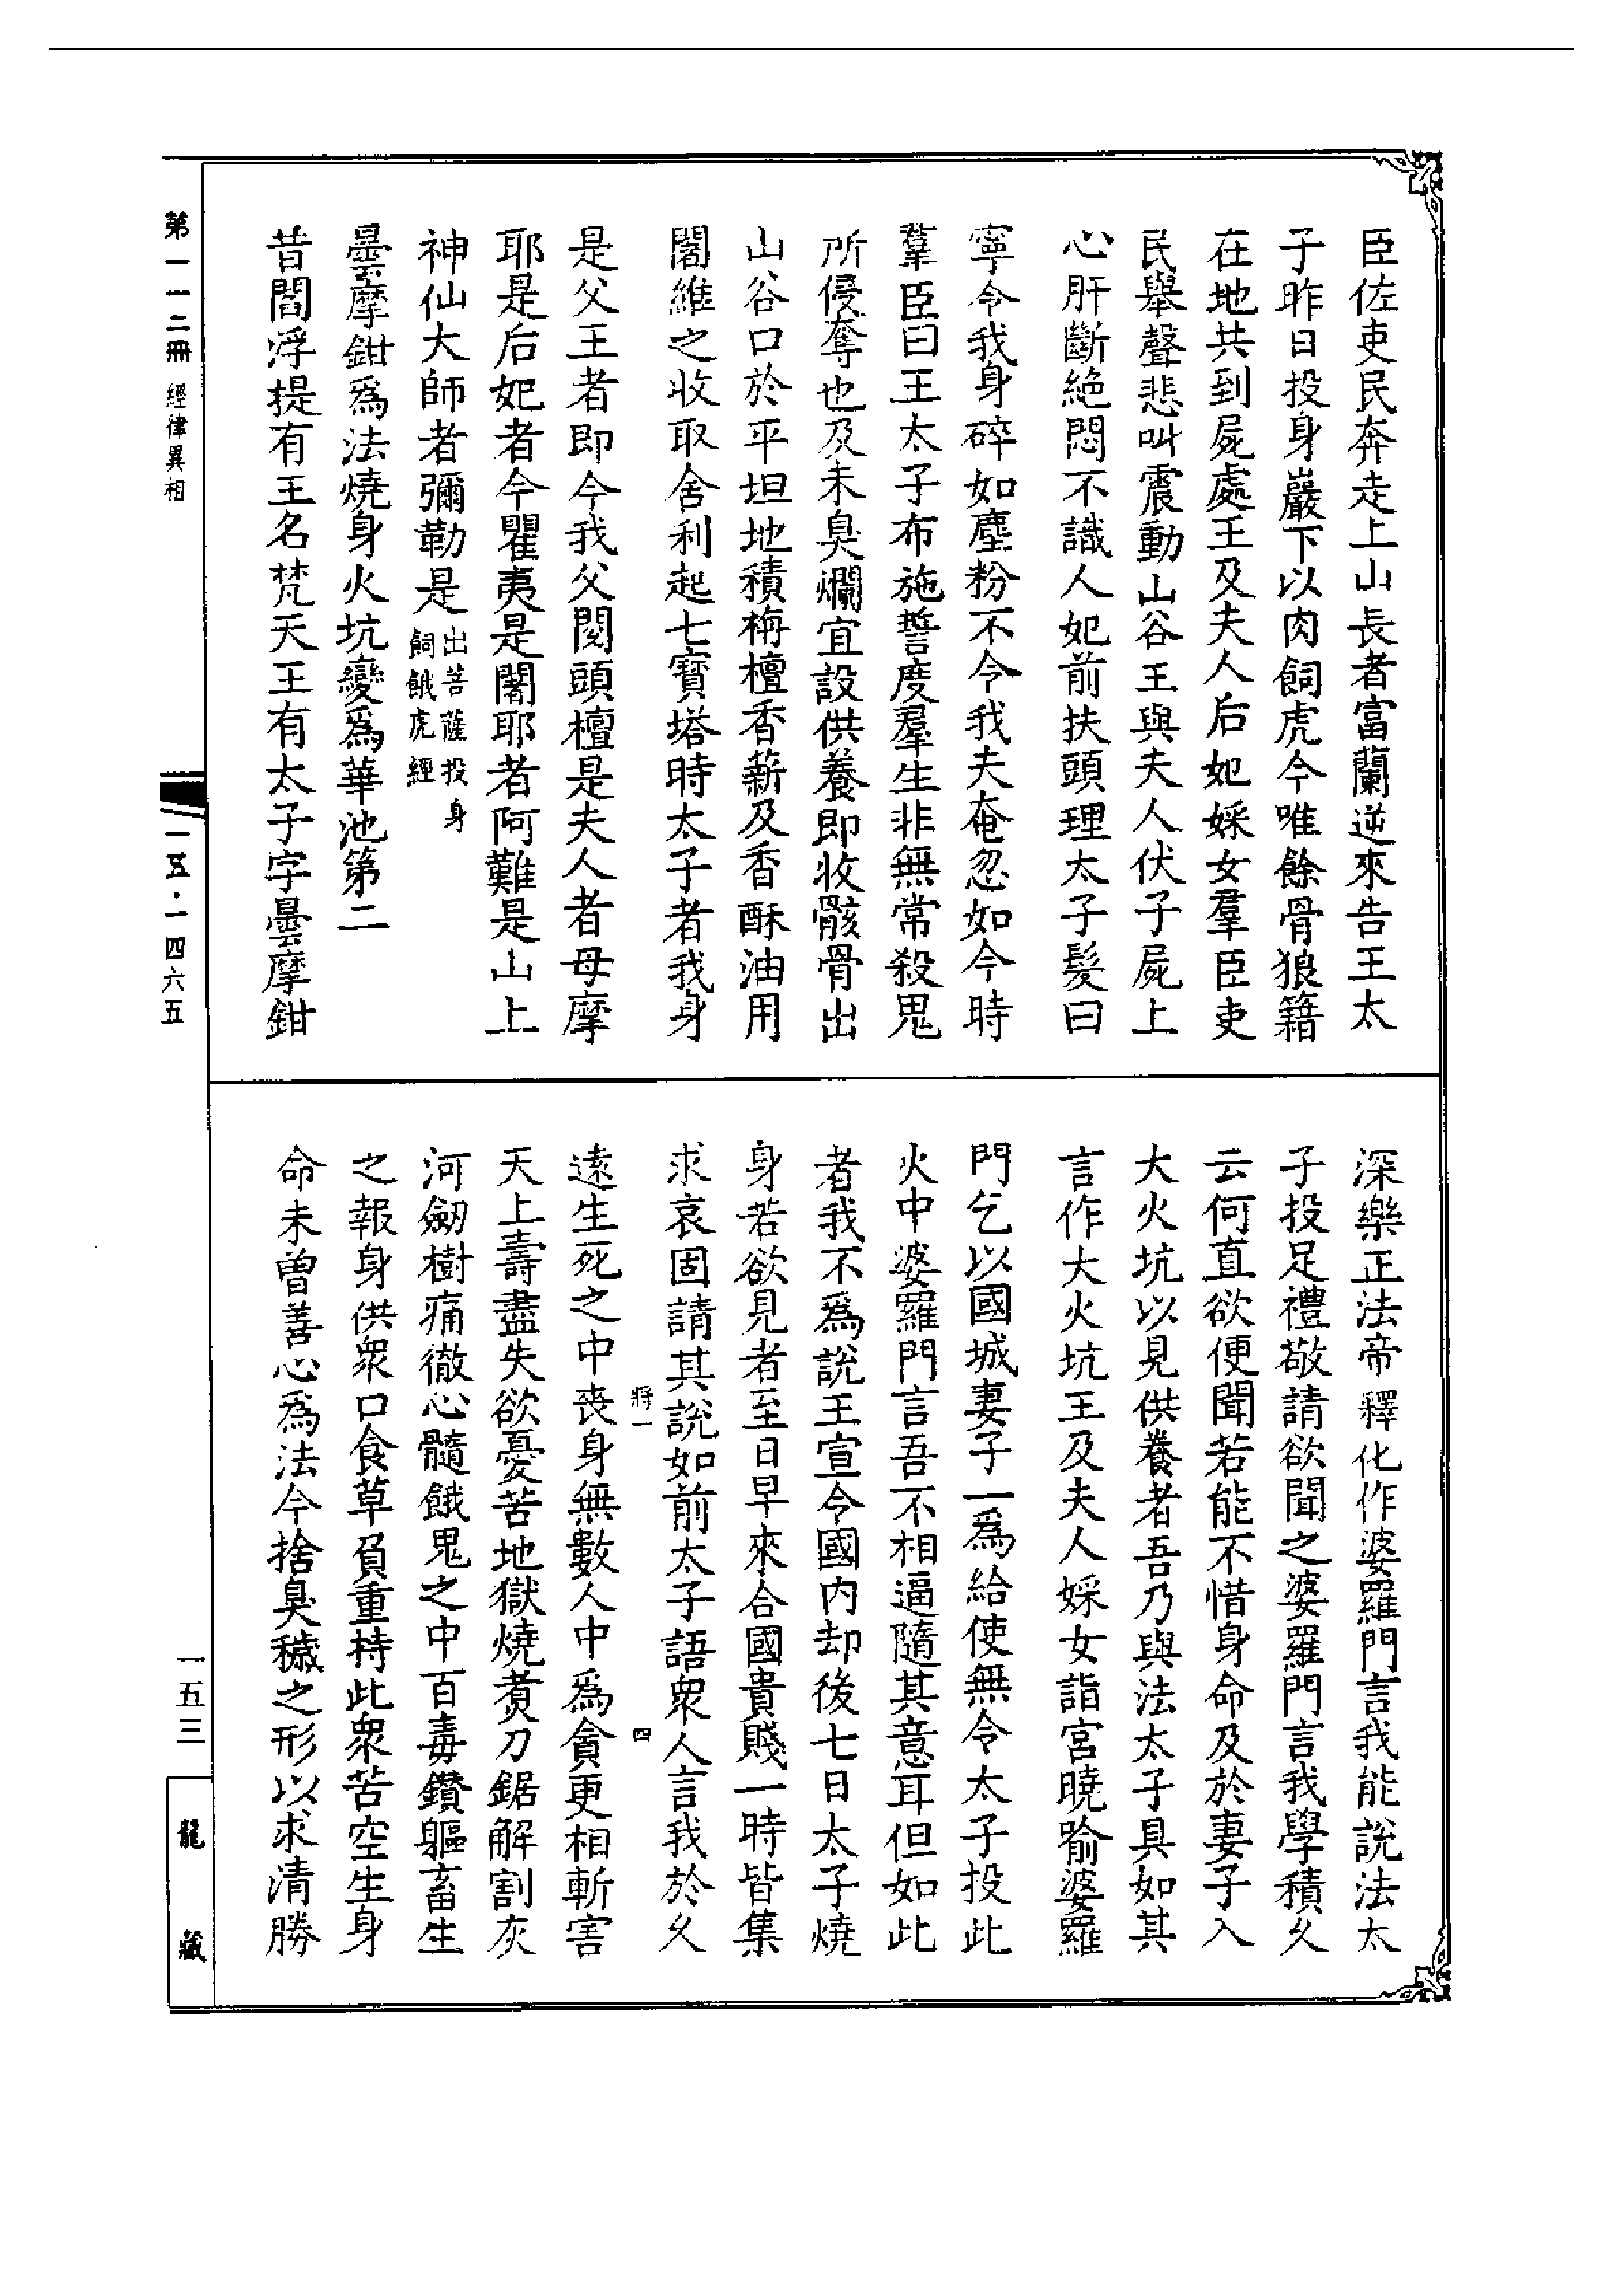 臣佐吏民奔走上山長者富蘭逆來告王太
子昨日投身巖下以肉飼虎今唯餘骨狼籍
在地共到屍處王及夫人后妃婇女羣臣吏
民舉聲悲叫震動山谷王與夫人伏子屍上
心肝斷絶悶不識人妃前扶頭理太子髮曰
寧令我身碎如塵粉不令我夫奄忽如今時
羣臣曰王太子布施誓度羣生非無常殺鬼
所侵奪也及未臭爛宜設供養即收骸骨出
山谷口於平坦地積栴檀香薪及香酥油用
闍維之收取舍利起七寶塔時太子者我身
是父王者即今我父閱頭檀是夫人者母摩
耶是后妃者今瞿夷是闍耶者阿難是山上
神仙大師者彌勒是出菩薩投身飼餓虎經
曇摩鉗爲法燒身火坑變爲華池第二
昔閻浮提有王名梵天王有太子字曇摩鉗
深樂正法帝釋化作婆羅門言我能說法太
子投足禮敬請欲聞之婆羅門言我學積久
云何直欲便聞若能不惜身命及於妻子入
大火坑以見供養者吾乃與法太子具如其
言作大火坑王及夫人婇女詣宮曉喻婆羅
門乞以國城妻子一爲給使無令太子投此
火中婆羅門言吾不相逼隨其意耳但如此
者我不爲說王宣令國内却後七日太子燒
身若欲見者至日早來合國貴賤一時皆集
求哀固請其說如前太子語衆人言我於久
將一 四
遠生死之中喪身無數人中爲貪更相斬害
天上壽盡失欲憂苦地獄燒煑刀鋸解割灰
河劒樹痛徹心髓餓鬼之中百毒鑽軀畜生
之報身供衆口食草負重持此衆苦空生身
命未曾善心爲法今捨臭穢之形以求清勝
第一一二冊 經律異相
一五·一四六五
一五三
龍藏